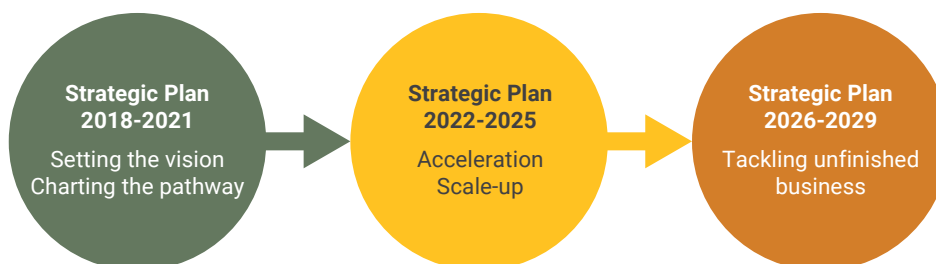 Strategic Plan
2018-2021
Setting the vision
Charting the pathway
Strategic Plan
2022-2025
Acceleration
Scale-up
Strategic Plan
2026-2029
Tackling unfinished
business